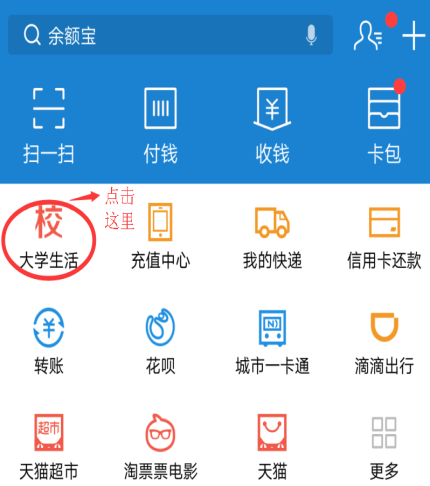 余额宝
扫一扫 付钱 收钱 卡包
校 点击
这里
大学生活 充值中心 我的快递 信用卡还款
转账 花呗 城市一卡通 滴滴出行
超市
天猫超市 淘票票电影 天猫 更多